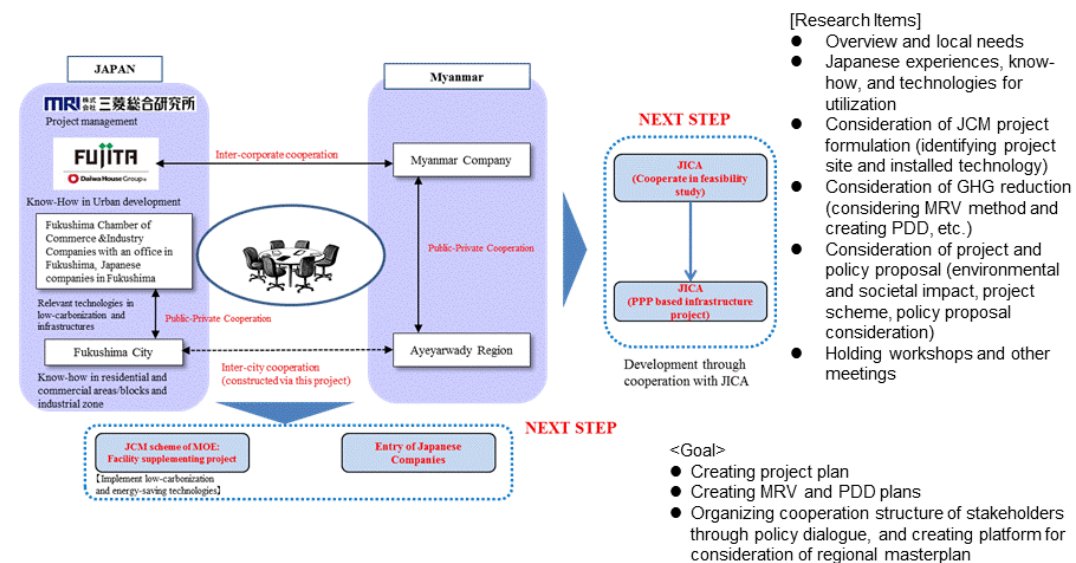 JAPAN
MRI 株式会社 三菱総合研究所
Project management
FUJITA
Daiwa House Group®
Know-How in Urban development
Fukushima Chamber of
Commerce &Industry
Companies with an office in
Fukushima, Japanese
companies in Fukushima
Relevant technologies in
low-carbonization and
infrastructures
Public-Private Cooperation
Fukushima City
Know-how in residential and
commercial areas/blocks and
industrial zone
Inter-corporate cooperation
Inter-city cooperation
(constructed via this project)
Myanmar
Myanmar Company
Public-Private Cooperation
Ayeyarwady Region
NEXT STEP
JICA
(Cooperate in feasibility
study)
JICA
(PPP based infrastructure
project)
Development through
cooperation with JICA
NEXT STEP
JCM scheme of MOE:
Facility supplementing project
【Implement low-carbonization
and energy-saving technologies】
Entry of Japanese
Companies
[Research Items]
● Overview and local needs
● Japanese experiences, know-
how, and technologies for
utilization
● Consideration of JCM project
formulation (identifying project
site and installed technology)
● Consideration of GHG reduction
(considering MRV method and
creating PDD, etc.)
● Consideration of project and
policy proposal (environmental
and societal impact, project
scheme, policy proposal
consideration)
● Holding workshops and other
meetings
<Goal>
● Creating project plan
● Creating MRV and PDD plans
● Organizing cooperation structure of stakeholders
through policy dialogue, and creating platform for
consideration of regional masterplan